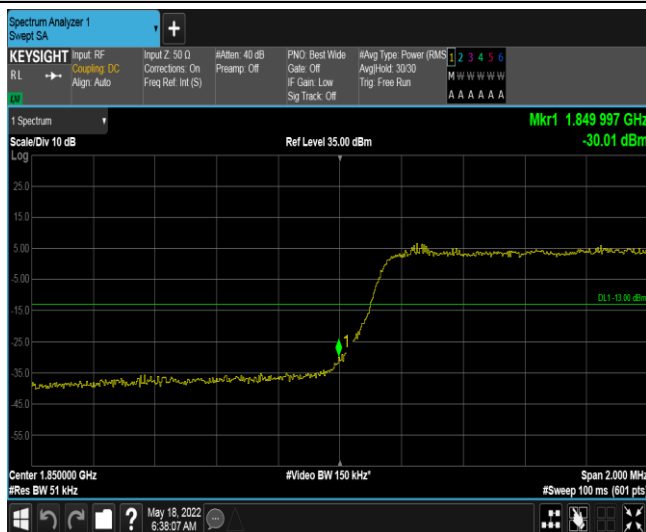 Spectrum Analyzer 1
Swept SA
+
KEYSIGHT
RL
LXI
Input: RF
Coupling: DC
Align: Auto
Input Z: 50 Ω
Corrections: On
Freq Ref: Int (S)
#Atten: 40 dB
Preamp: Off
PNO: Best Wide
Gate: Off
IF Gain: Low
Sig Track: Off
#Avg Type: Power (RMS
Avg|Hold: 30/30
Trig: Free Run
1 2 3 4 5 6
M W W W W W
A A A A A A
1 Spectrum
Mkr1 1.849 997 GHz
Scale/Div 10 dB
Ref Level 35.00 dBm
-30.01 dBm
Log
25.0
15.0
5.00
-5.00
DL1 -13.00 dBm
-15.0
-25.0
1
-35.0
-45.0
-55.0
Center 1.850000 GHz
#Video BW 150 kHz*
Span 2.000 MHz
#Res BW 51 kHz
#Sweep 100 ms (601 pts)
?
May 18, 2022
6:38:07 AM